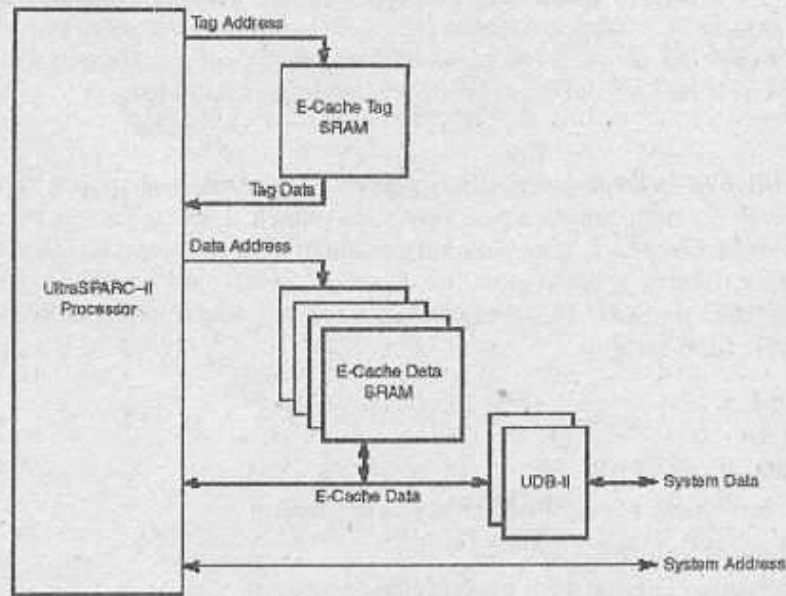 Tag Address
E-Cache Tag
SRAM
Tag Data
Data Address
UltraSPARC-II
Processor
E-Cache Data
SRAM
E-Cache Data
UDB-II
System Data
System Address